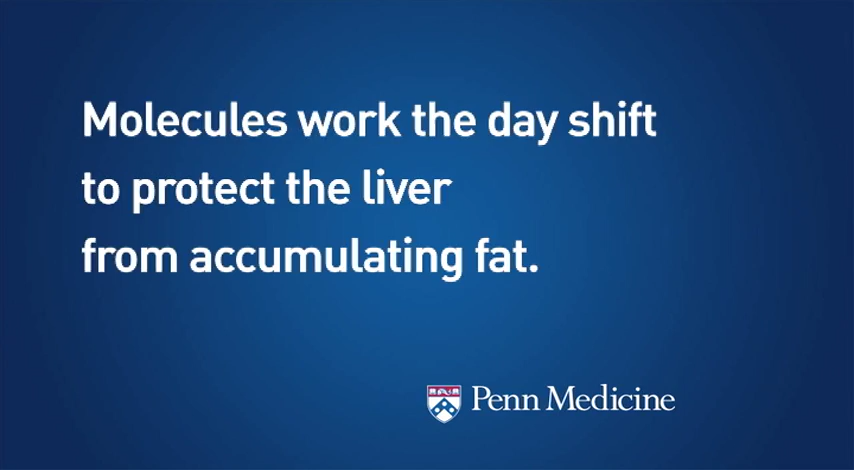 Molecules work the day shift
to protect the liver
from accumulating fat.
Penn Medicine